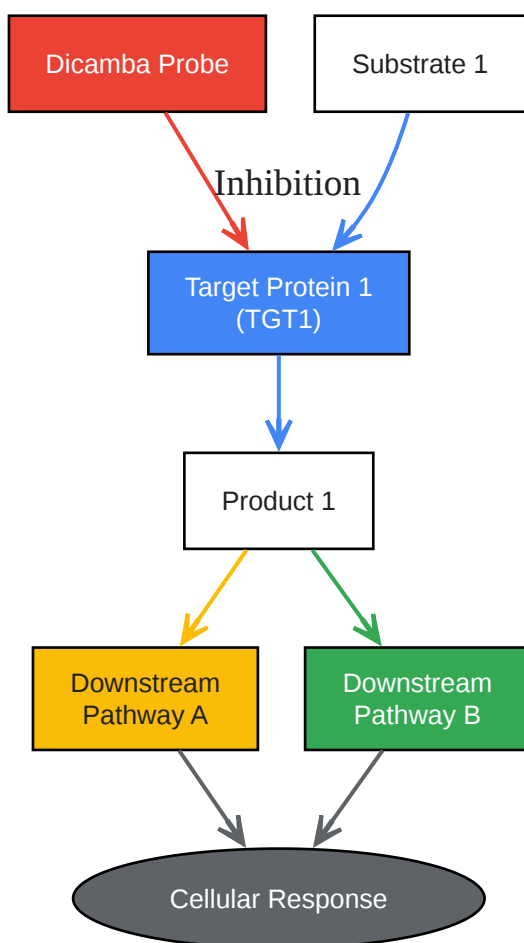 Dicamba Probe
Substrate 1
Inhibition
Target Protein 1
(TGT1)
Product 1
Downstream
Pathway A
Downstream
Pathway B
Cellular Response